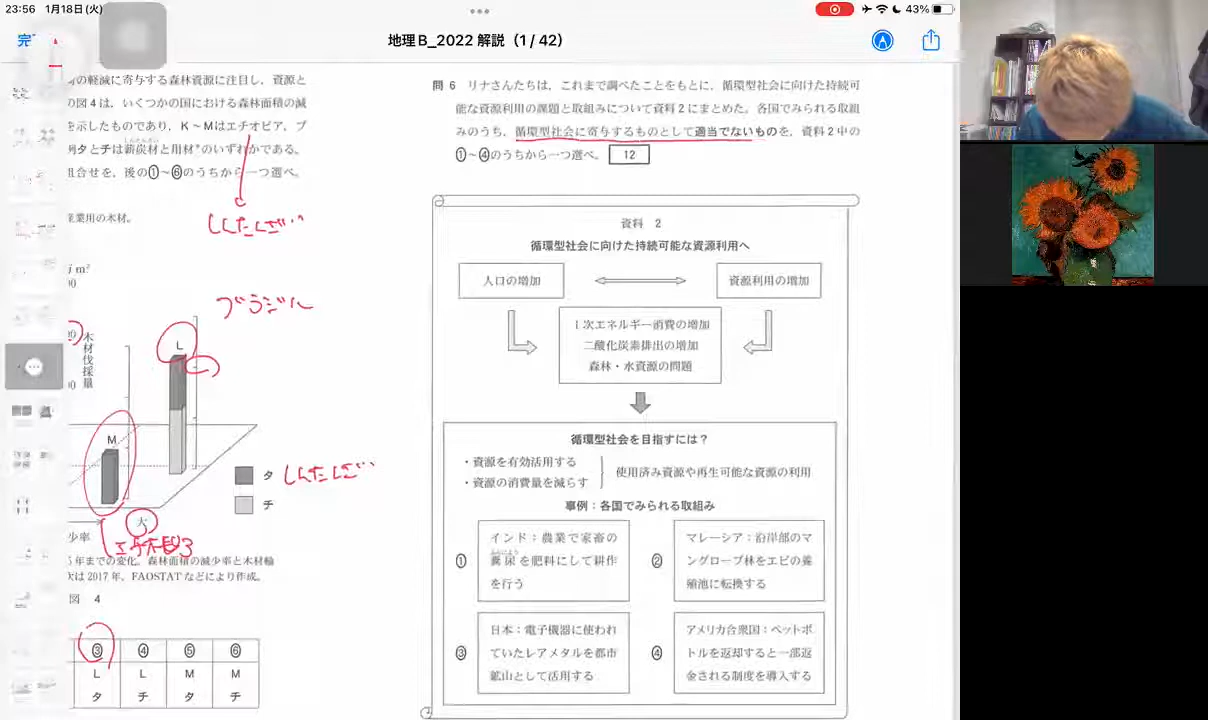 23:56 1月18日(火)
43%
地理B_2022 解説 (1 / 42)
の軽減に寄与する森林資源に注目し，資源と
の図4は，いくつかの国における森林面積の減
を示したものであり，K～Mはエチオピア，ブ
タとチは薪炭材と用材*のいずれかである。
組合せを，後の①～⑥のうちから一つ選べ。
しんたんざい
産業用の木材。
ブラジル
木材伐採量
L
M
タ しんたんざい
チ
大
少率
エチオピア
5年までの変化。森林面積の減少率と木材輸
次は2017年。FAOSTATなどにより作成。
図 4
③ ④ ⑤ ⑥
L L M M
タ チ タ チ
問 6 リナさんたちは，これまで調べたことをもとに，循環型社会に向けた持続可
能な資源利用の課題と取組みについて資料2にまとめた。各国でみられる取組
みのうち，循環型社会に寄与するものとして適当でないものを，資料2中の
①～④のうちから一つ選べ。 12
資料 2
循環型社会に向けた持続可能な資源利用へ
人口の増加
資源利用の増加
1次エネルギー消費の増加
二酸化炭素排出の増加
森林・水資源の問題
循環型社会を目指すには？
・資源を有効活用する
・資源の消費量を減らす
使用済み資源や再生可能な資源の利用
事例：各国でみられる取組み
① インド：農業で家畜の
糞尿を肥料にして耕作
を行う
② マレーシア：沿岸部のマ
ングローブ林をエビの養
殖池に転換する
③ 日本：電子機器に使われ
ていたレアメタルを都市
鉱山として活用する
④ アメリカ合衆国：ペットボ
トルを返却すると一部返
金される制度を導入する